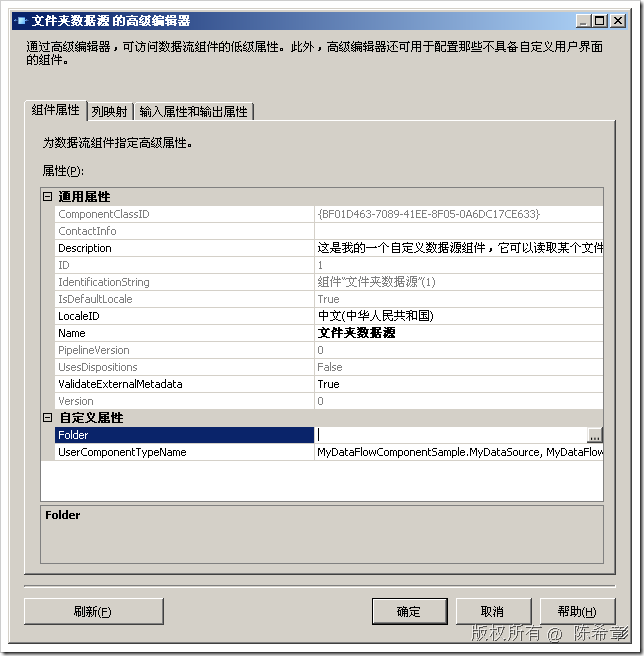 文件夹数据源 的高级编辑器
通过高级编辑器，可访问数据流组件的低级属性。此外，高级编辑器还可用于配置那些不具备自定义用户界面
的组件。
组件属性 列映射 输入属性和输出属性
为数据流组件指定高级属性。
属性(P):
通用属性
ComponentClassID {BF01D463-7089-41EE-8F05-0A6DC17CE633}
ContactInfo
Description 这是我的一个自定义数据源组件，它可以读取某个文件
ID 1
IdentificationString 组件“文件夹数据源”(1)
IsDefaultLocale True
LocaleID 中文(中华人民共和国)
Name 文件夹数据源
PipelineVersion 0
UsesDispositions False
ValidateExternalMetadata True
Version 0
自定义属性
Folder ...
UserComponentTypeName MyDataFlowComponentSample.MyDataSource, MyDataFlow
Folder
刷新(F) 确定 取消 帮助(H)
版权所有 @ 陈希章